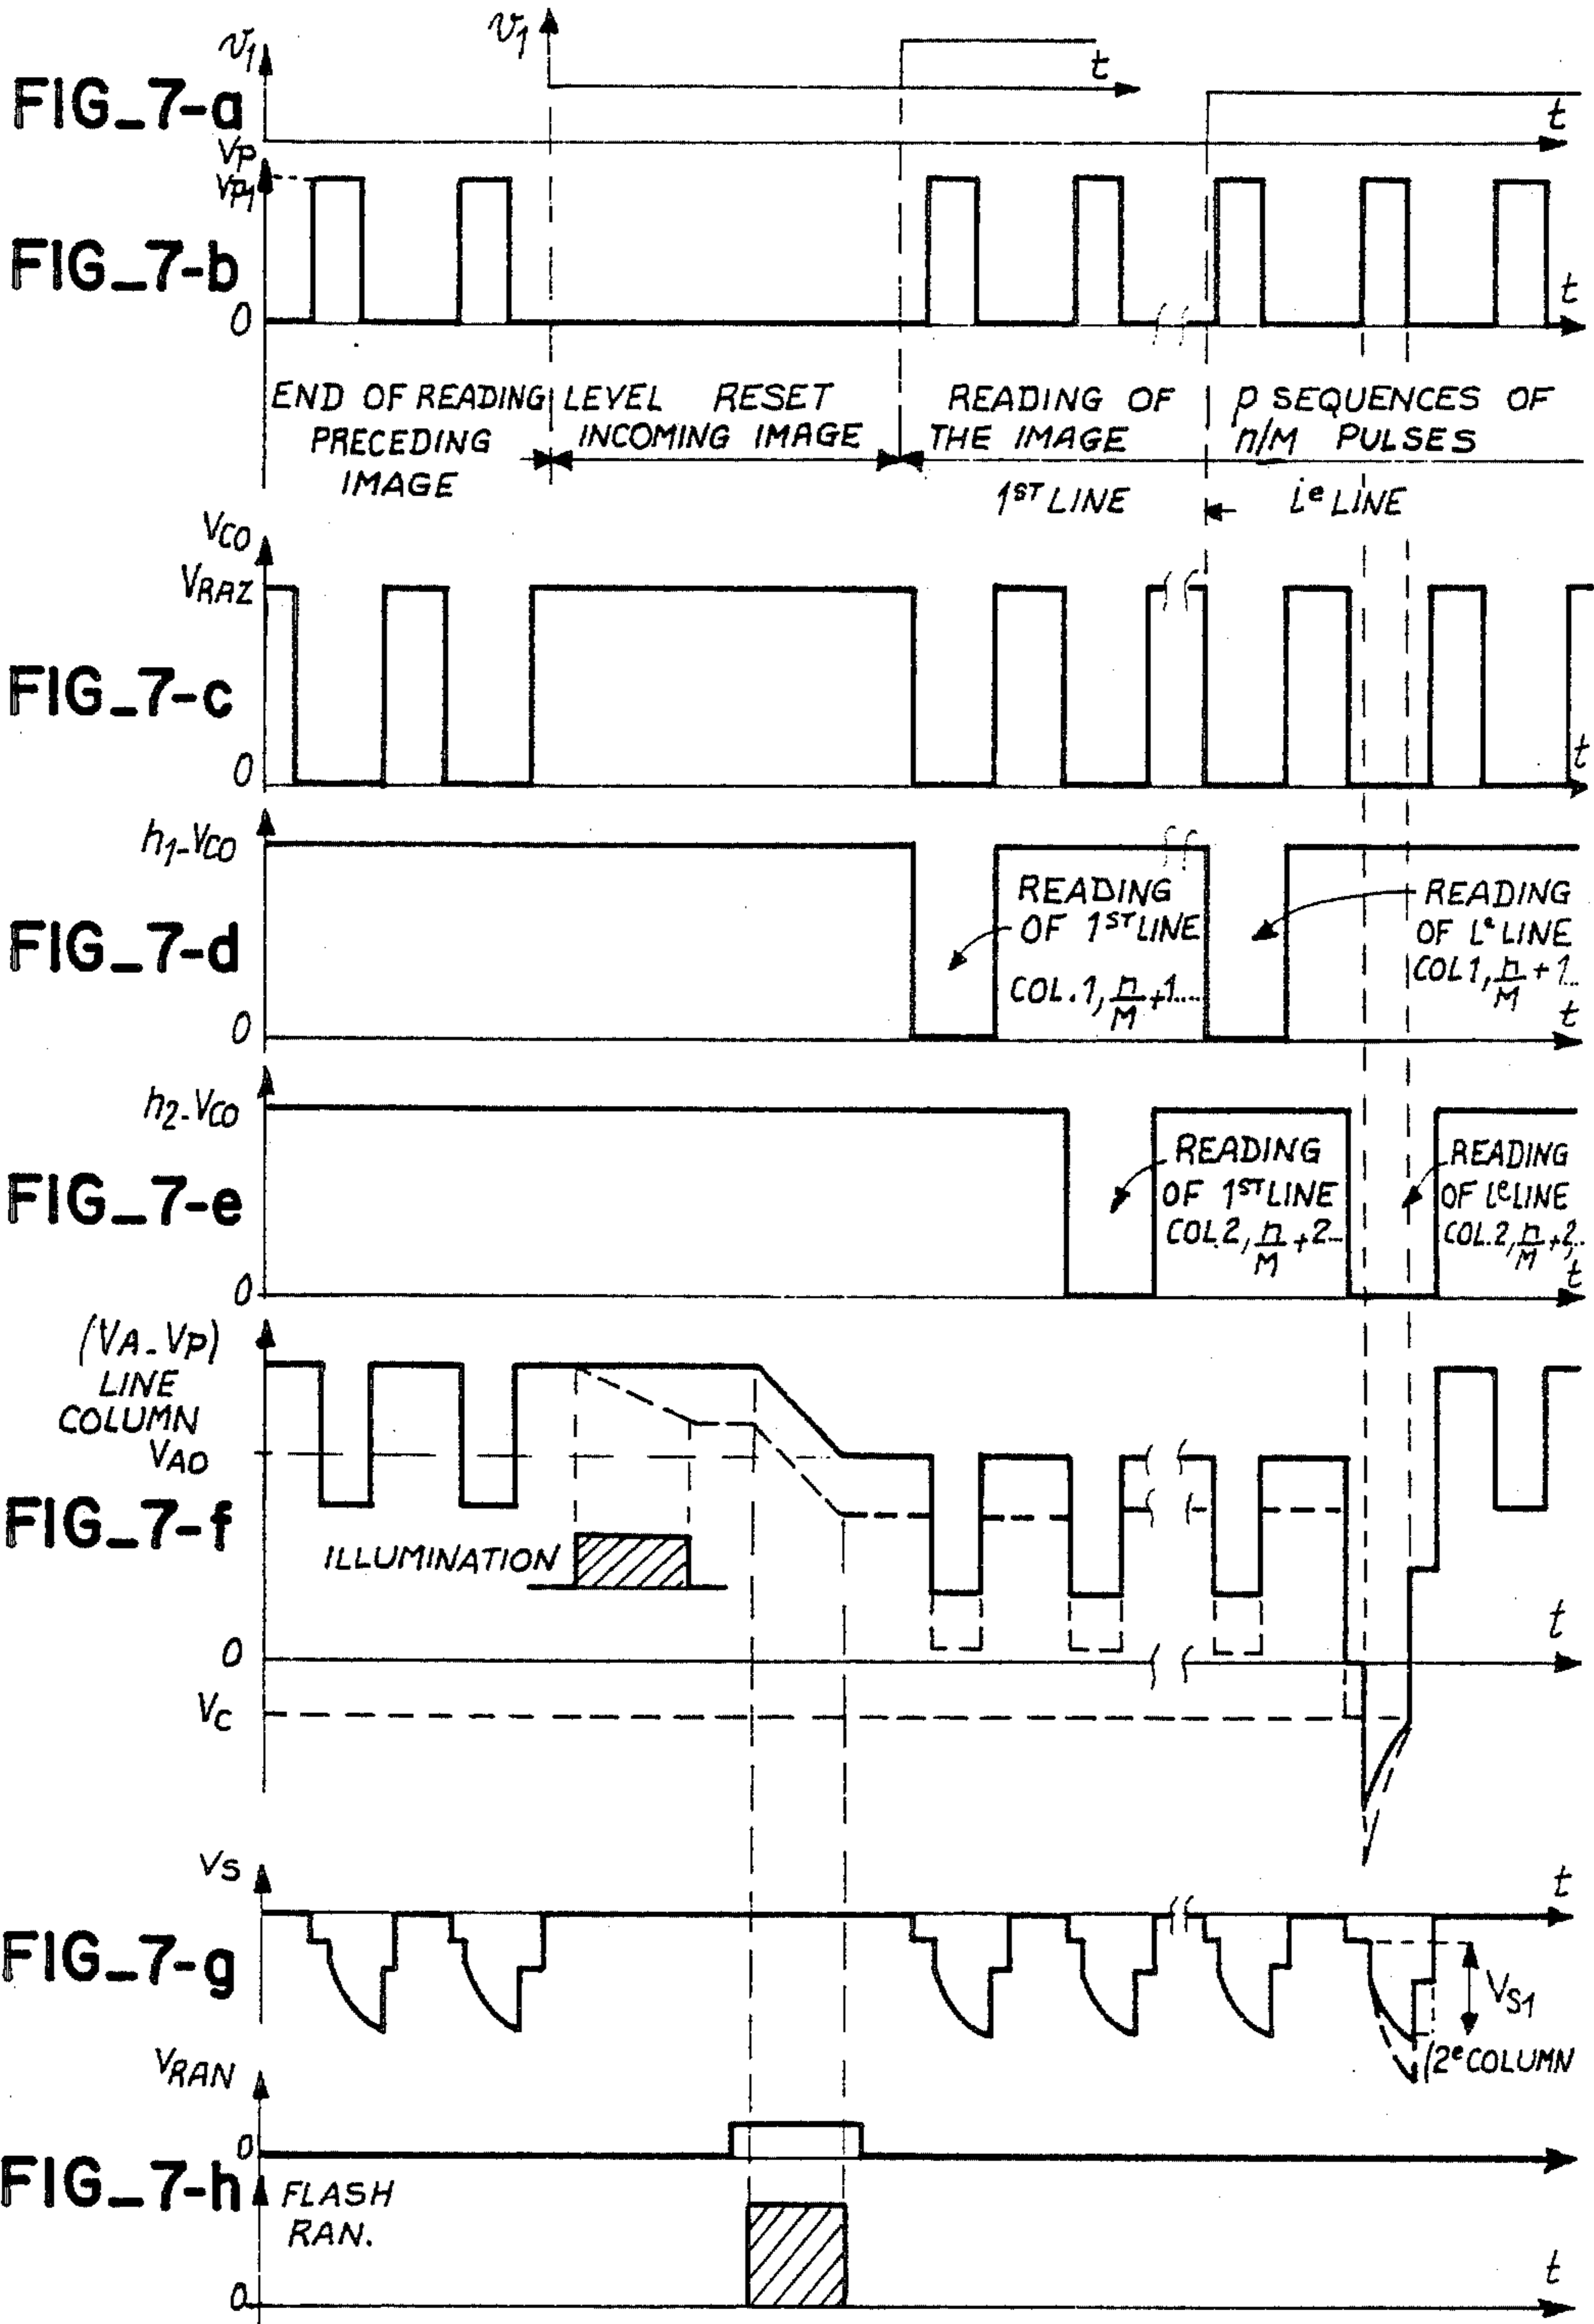 v1
v1
t
FIG_7-a
t
Vp
Vp1
FIG_7-b
t
0
END OF READING
PRECEDING
IMAGE
LEVEL RESET
INCOMING IMAGE
READING OF
THE IMAGE
P SEQUENCES OF
n/M PULSES
1ST LINE
ie LINE
VCO
VRAZ
FIG_7-c
0
t
h1-VCO
READING
OF 1ST LINE
COL.1, n/M +1....
READING
OF Le LINE
COL1, n/M +1...
FIG_7-d
0
t
h2-VCO
READING
OF 1ST LINE
COL.2, n/M +2...
READING
OF Le LINE
COL.2, n/M +2...
FIG_7-e
0
t
(VA-VP)
LINE
COLUMN
VAO
FIG_7-f
ILLUMINATION
0
t
VC
VS
t
FIG_7-g
VS1
(2e COLUMN
VRAN
0
FIG_7-h
FLASH
RAN.
t
0